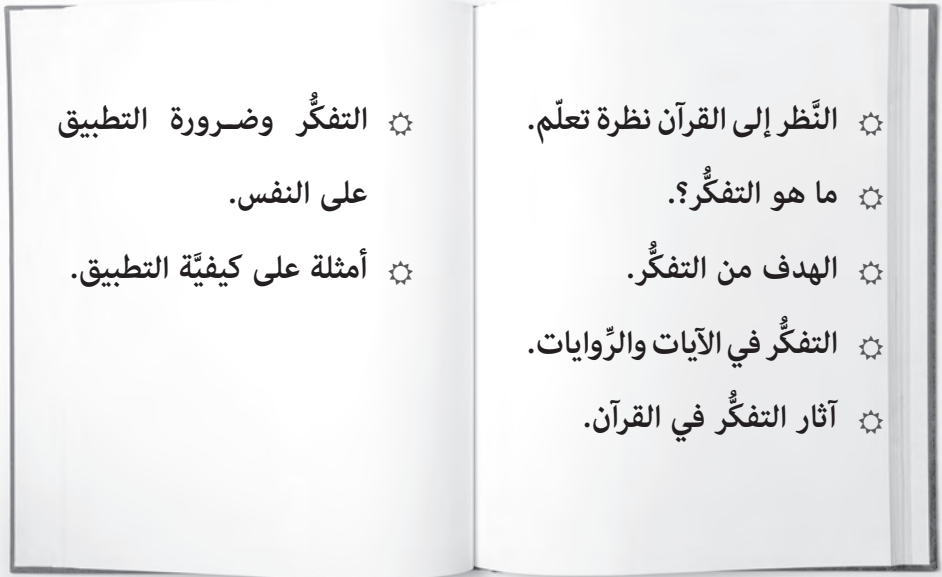 النَّظر إلى القرآن نظرة تعلّم.
ما هو التفكُّر؟.
الهدف من التفكُّر.
التفكُّر في الآيات والرِّوايات.
آثار التفكُّر في القرآن.
التفكُّر وضـرورة التطبيق
على النفس.
أمثلة على كيفيَّة التطبيق.